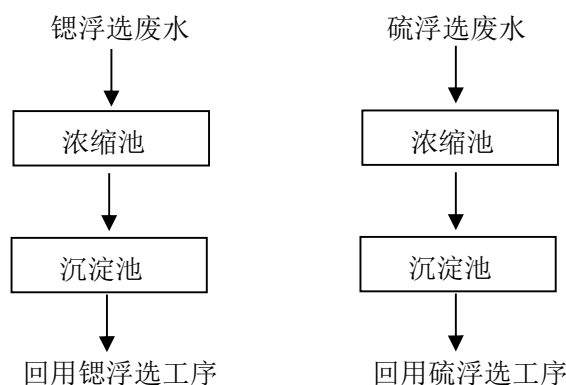 锶浮选废水
硫浮选废水
浓缩池
浓缩池
沉淀池
沉淀池
回用锶浮选工序
回用硫浮选工序